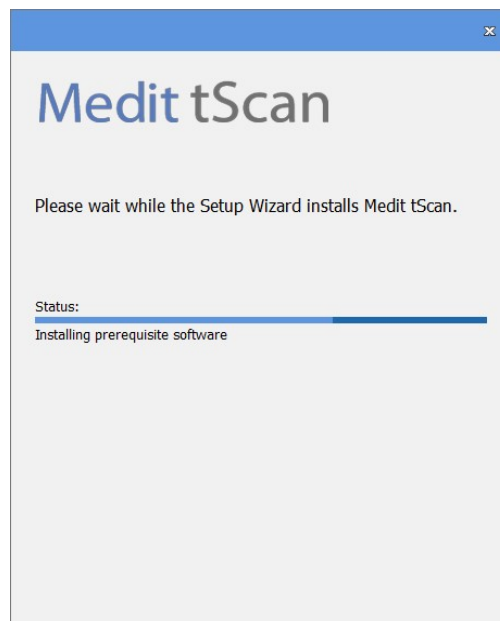 Medit tScan
Please wait while the Setup Wizard installs Medit tScan.
Status:
Installing prerequisite software